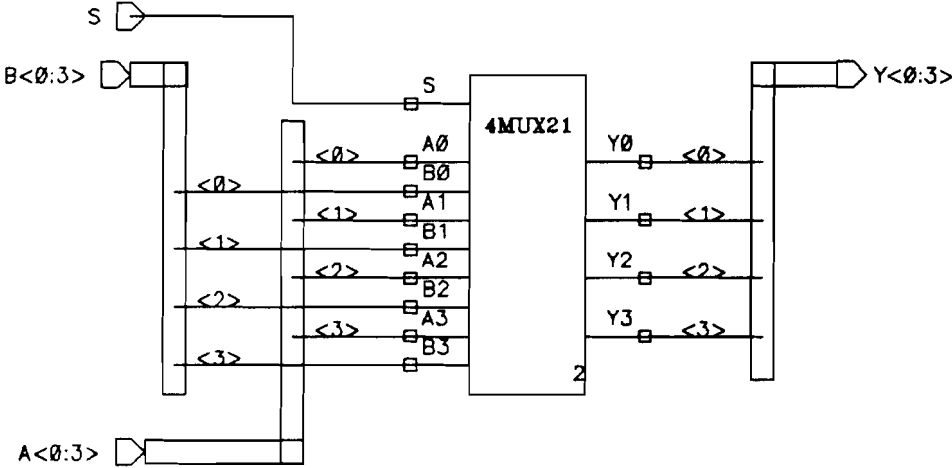 S
B<0:3>
Y<0:3>
S
4MUX21
A0
Y0
<0>
<0>
B0
<0>
A1
Y1
<1>
<1>
B1
<1>
A2
Y2
<2>
<2>
B2
<2>
A3
Y3
<3>
<3>
B3
<3>
2
A<0:3>